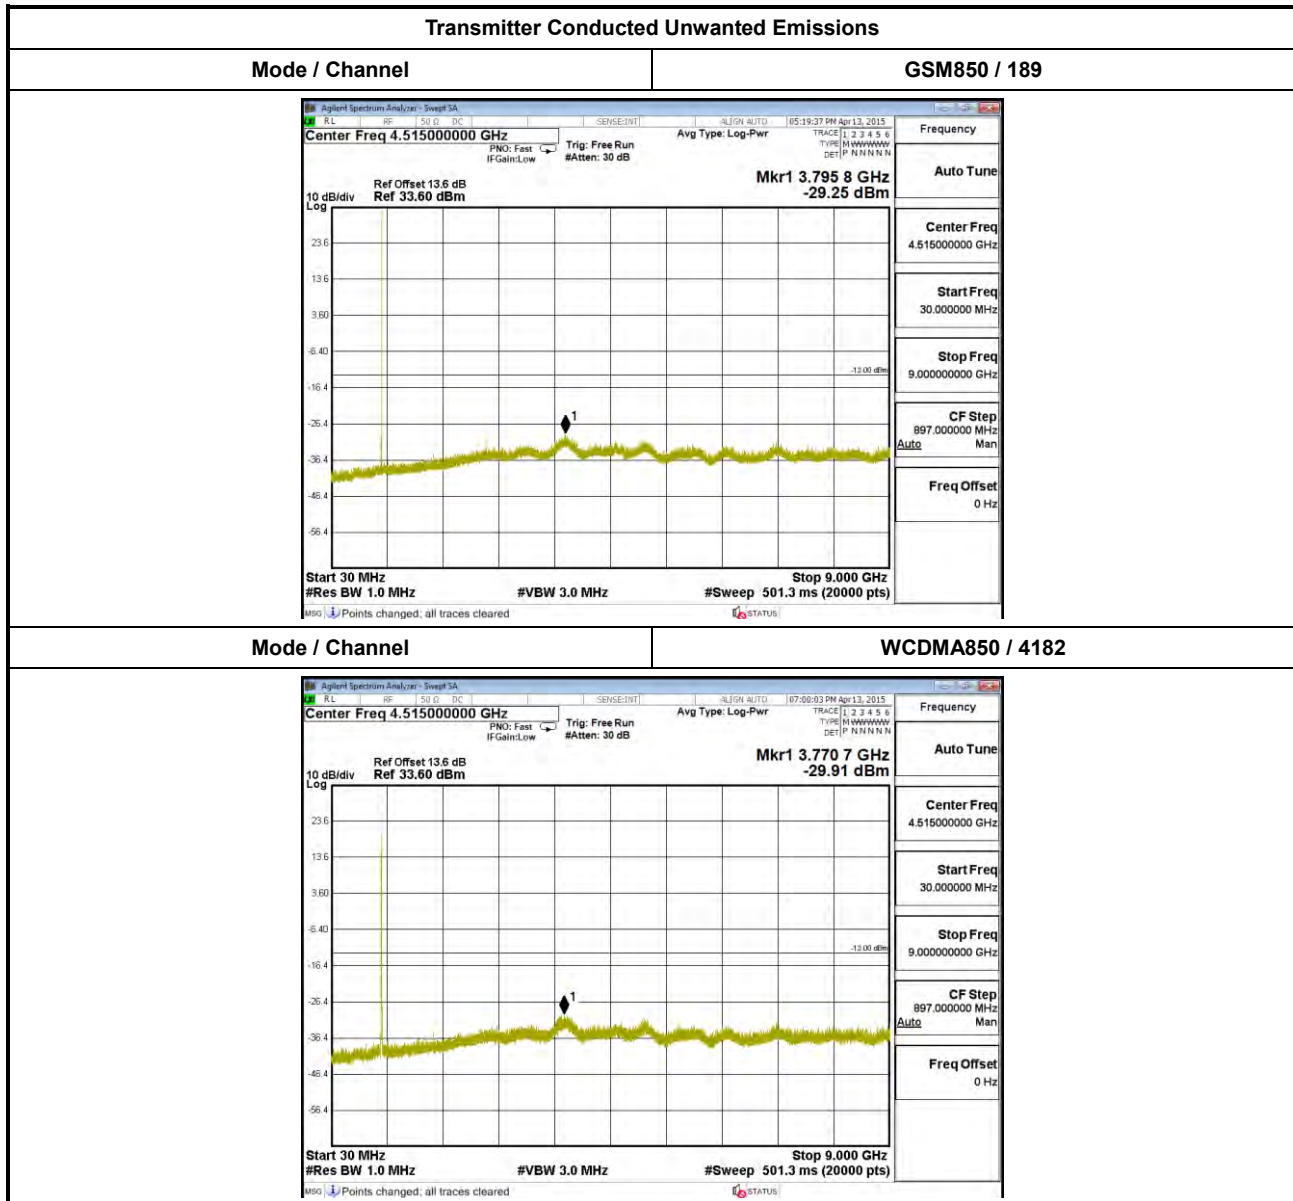 Transmitter Conducted Unwanted Emissions
Mode / Channel GSM850 / 189
Agilent Spectrum Analyzer - Swept SA
RL RF 50 Ω DC SENSE:INT ALIGN AUTO 05:19:37 PM Apr 13, 2015
Center Freq 4.515000000 GHz Avg Type: Log-Pwr TRACE 1 2 3 4 5 6
PNO: Fast Trig: Free Run TYPE M WWWWW
IFGain:Low #Atten: 30 dB DET P N N N N N
Mkr1 3.795 8 GHz
-29.25 dBm
Ref Offset 13.6 dB
10 dB/div Ref 33.60 dBm
Log
23.6
13.6
3.60
-6.40
-13.00 dBm
-16.4
-26.4
1
-36.4
-46.4
-56.4
Start 30 MHz Stop 9.000 GHz
#Res BW 1.0 MHz #VBW 3.0 MHz #Sweep 501.3 ms (20000 pts)
MSG Points changed; all traces cleared STATUS
Frequency
Auto Tune
Center Freq
4.515000000 GHz
Start Freq
30.000000 MHz
Stop Freq
9.000000000 GHz
CF Step
897.000000 MHz
Auto Man
Freq Offset
0 Hz
Mode / Channel WCDMA850 / 4182
Agilent Spectrum Analyzer - Swept SA
RL RF 50 Ω DC SENSE:INT ALIGN AUTO 07:00:03 PM Apr 13, 2015
Center Freq 4.515000000 GHz Avg Type: Log-Pwr TRACE 1 2 3 4 5 6
PNO: Fast Trig: Free Run TYPE M WWWWW
IFGain:Low #Atten: 30 dB DET P N N N N N
Mkr1 3.770 7 GHz
-29.91 dBm
Ref Offset 13.6 dB
10 dB/div Ref 33.60 dBm
Log
23.6
13.6
3.60
-6.40
-13.00 dBm
-16.4
-26.4
1
-36.4
-46.4
-56.4
Start 30 MHz Stop 9.000 GHz
#Res BW 1.0 MHz #VBW 3.0 MHz #Sweep 501.3 ms (20000 pts)
MSG Points changed; all traces cleared STATUS
Frequency
Auto Tune
Center Freq
4.515000000 GHz
Start Freq
30.000000 MHz
Stop Freq
9.000000000 GHz
CF Step
897.000000 MHz
Auto Man
Freq Offset
0 Hz